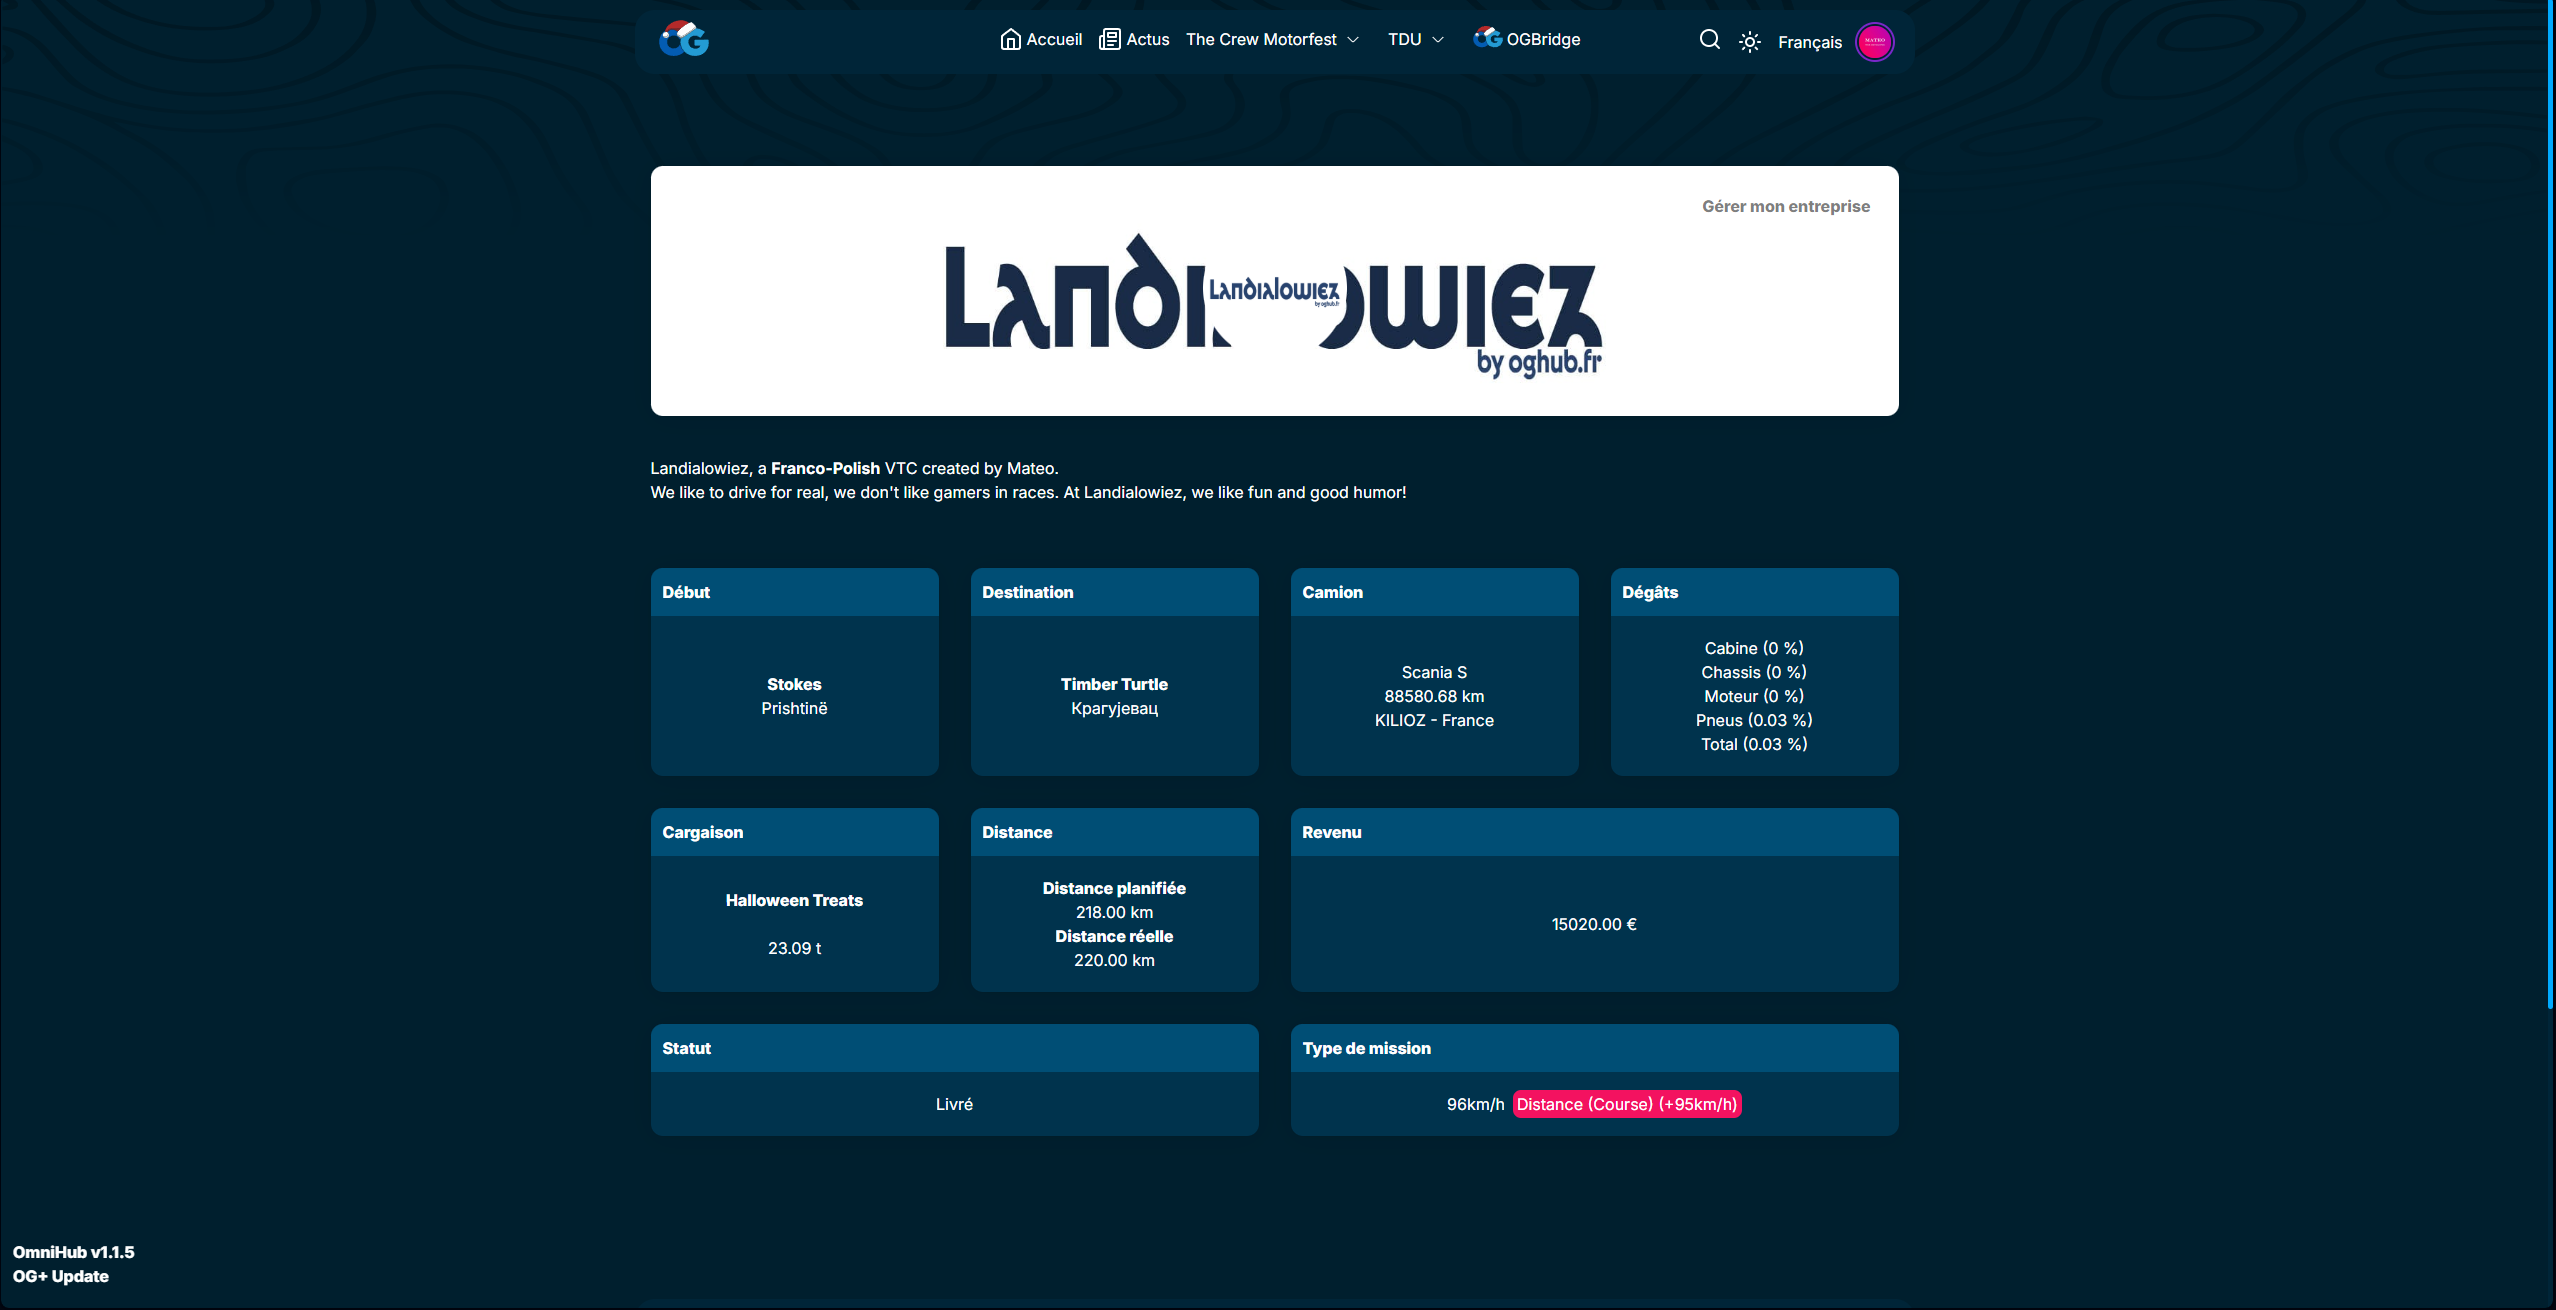 OG
Accueil
Actus
The Crew Motorfest
TDU
OGBridge
Français
MATEO
Gérer mon entreprise
Landialowiez
by oghub.fr
Landialowiez
by oghub.fr
Landialowiez, a Franco-Polish VTC created by Mateo.
We like to drive for real, we don't like gamers in races. At Landialowiez, we like fun and good humor!
Début
Stokes
Prishtinë
Destination
Timber Turtle
Крагујевац
Camion
Scania S
88580.68 km
KILIOZ - France
Dégâts
Cabine (0 %)
Chassis (0 %)
Moteur (0 %)
Pneus (0.03 %)
Total (0.03 %)
Cargaison
Halloween Treats
23.09 t
Distance
Distance planifiée
218.00 km
Distance réelle
220.00 km
Revenu
15020.00 €
Statut
Livré
Type de mission
96km/h Distance (Course) (+95km/h)
OmniHub v1.1.5
OG+ Update